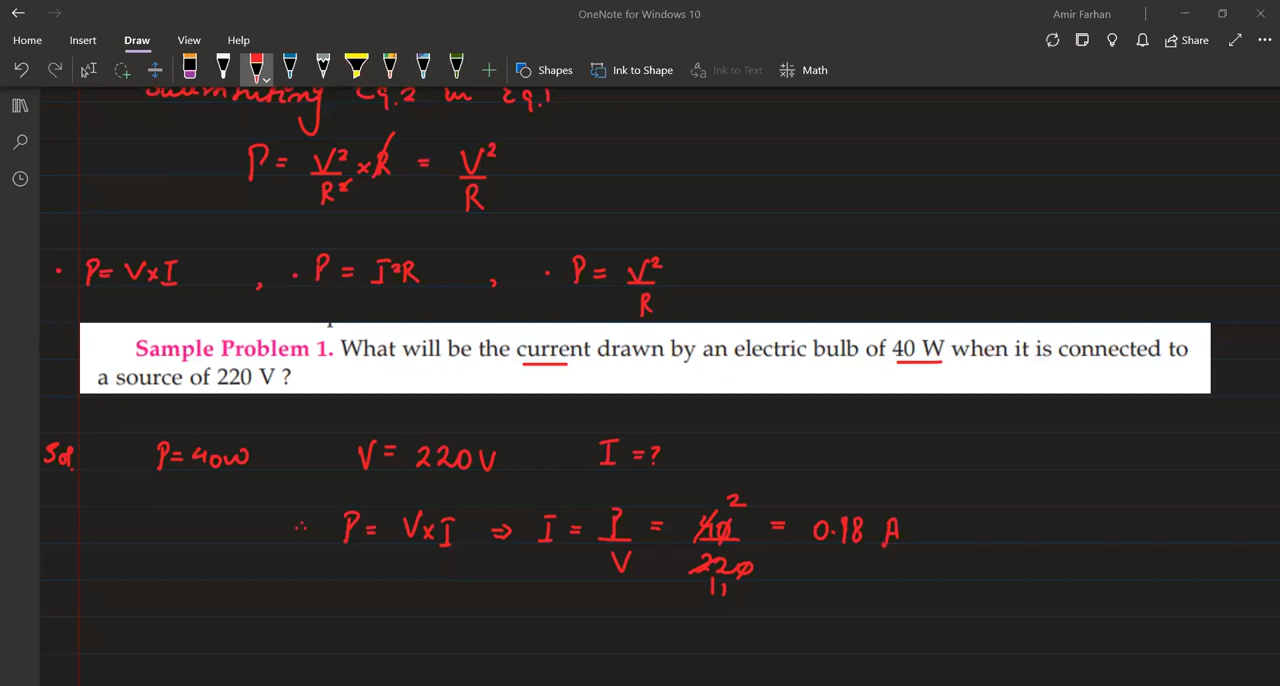 OneNote for Windows 10
Amir Farhan
Home Insert Draw View Help
Share
Shapes Ink to Shape Ink to Text Math
Eq.2 in Eq.1
P = V²/R² × R = V²/R
· P = V×I , · P = I²R , · P = V²/R
Sample Problem 1. What will be the current drawn by an electric bulb of 40 W when it is connected to
a source of 220 V ?
Sol. P = 40W V = 220V I = ?
∴ P = V×I ⇒ I = P/V = 40/220 = 0.18 A
2
11